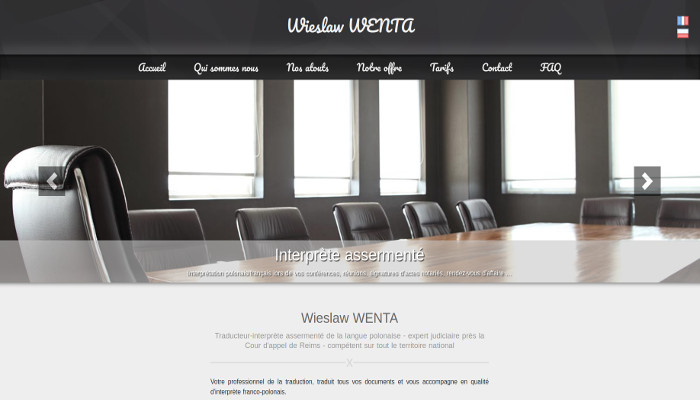 Wieslaw WENTA
Accueil Qui sommes nous Nos atouts Notre offre Tarifs Contact FAQ
Interprète assermenté
Interprétation polonais/français lors de vos conférences, réunions, signatures d'actes notariés, rendez-vous d'affaire ...
Wieslaw WENTA
Traducteur-interprète assermenté de la langue polonaise - expert judiciaire près la
Cour d'appel de Reims - compétent sur tout le territoire national
Votre professionnel de la traduction, traduit tous vos documents et vous accompagne en qualité
d'interprète franco-polonais.